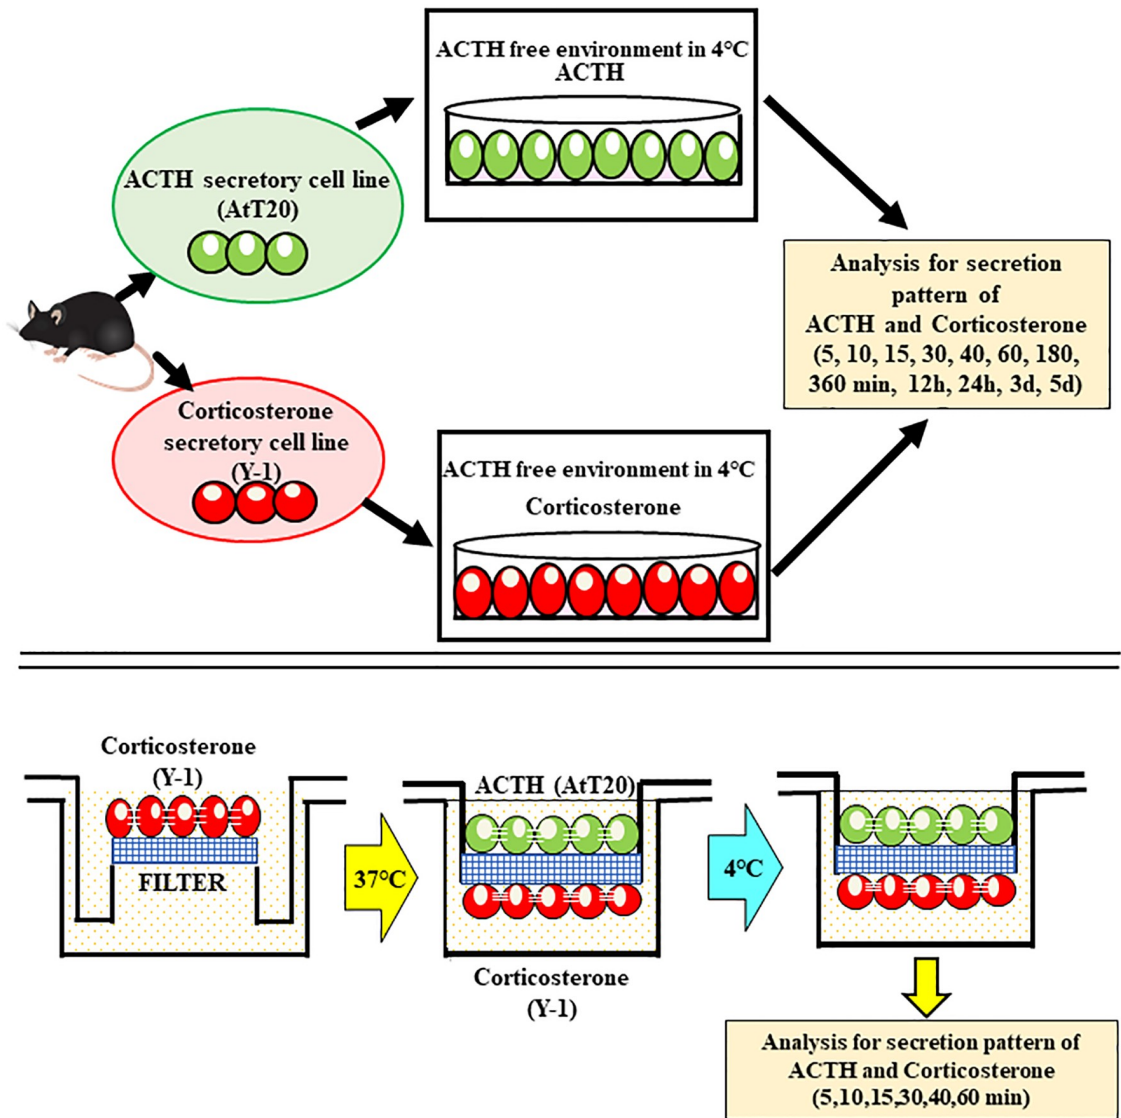 ACTH free environment in 4°C
ACTH
ACTH secretory cell line
(AtT20)
Analysis for secretion
pattern of
ACTH and Corticosterone
(5, 10, 15, 30, 40, 60, 180,
360 min, 12h, 24h, 3d, 5d)
Corticosterone
secretory cell line
(Y-1)
ACTH free environment in 4°C
Corticosterone
Corticosterone
(Y-1)
FILTER
37°C
ACTH (AtT20)
Corticosterone
(Y-1)
4°C
Analysis for secretion pattern of
ACTH and Corticosterone
(5,10,15,30,40,60 min)